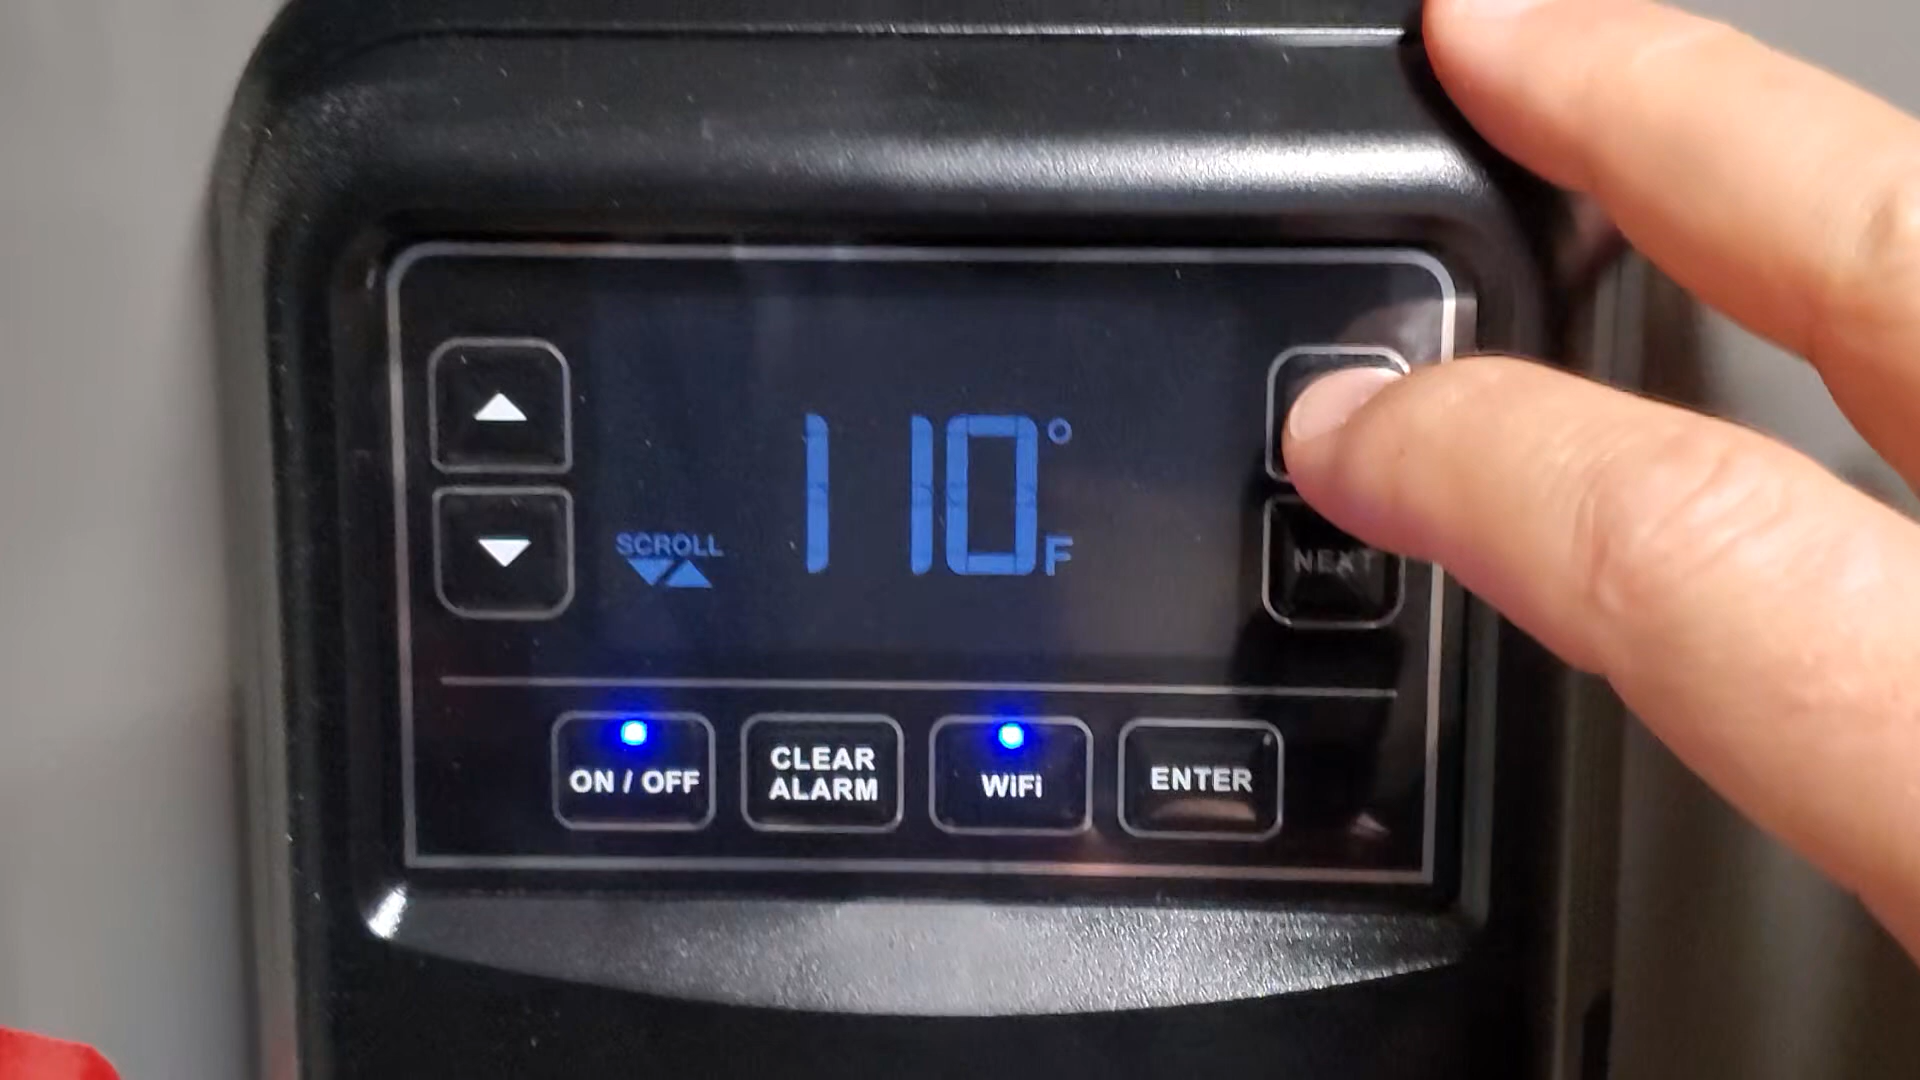 110°F
SCROLL
NEXT
ON / OFF
CLEAR
ALARM
WiFi
ENTER